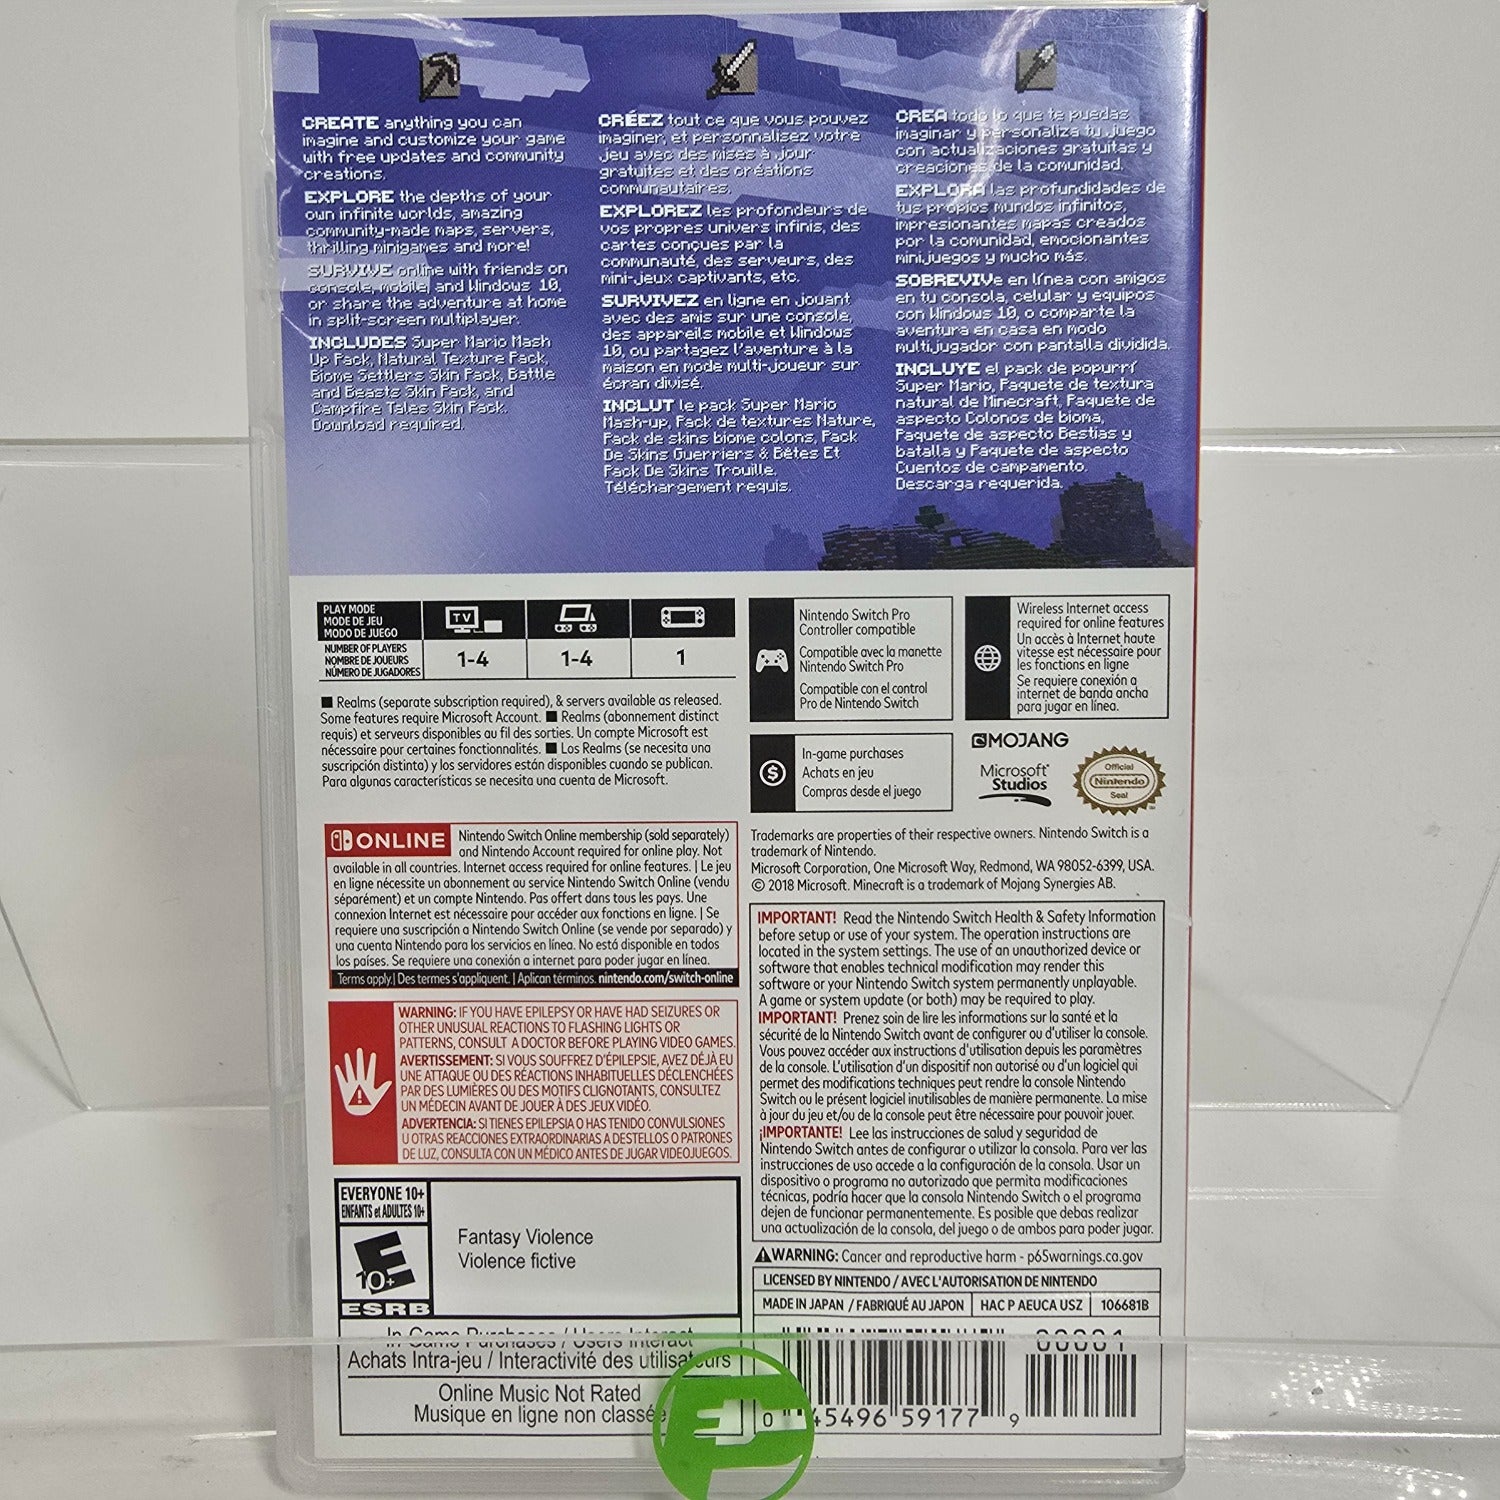 CREATE anything you can
imagine and customize your game
with free updates and community
creations.
EXPLORE the depths of your
own infinite worlds, amazing
community-made maps, servers,
thrilling minigames and more!
SURVIVE online with friends on
console, mobile, and Windows 10,
or share the adventure at home
in split-screen multiplayer.
INCLUDES Super Mario Mash
Up Pack, Natural Texture Pack,
Biome Settlers Skin Pack, Battle
and Beasts Skin Pack, and
Campfire Tales Skin Pack.
Download required.
CRÉEZ tout ce que vous pouvez
imaginer, et personnalisez votre
jeu avec des mises à jour
gratuites et des créations
communautaires.
EXPLOREZ les profondeurs de
vos propres univers infinis, des
cartes conçues par la
communauté, des serveurs, des
mini-jeux captivants, etc.
SURVIVEZ en ligne en jouant
avec des amis sur une console,
des appareils mobile et Windows
10, ou partagez l'aventure à la
maison en mode multi-joueur sur
écran divisé.
INCLUT le pack Super Mario
Mash-up, Pack de textures Nature,
Pack de skins biome colons, Pack
De Skins Guerriers & Bêtes Et
Pack De Skins Trouille.
Téléchargement requis.
CREA todo lo que te puedas
imaginar y personaliza tu juego
con actualizaciones gratuitas y
creaciones de la comunidad.
EXPLORA las profundidades de
tus propios mundos infinitos,
impresionantes mapas creados
por la comunidad, emocionantes
minijuegos y mucho más.
SOBREVIVe en línea con amigos
en tu consola, celular y equipos
con Windows 10, o comparte la
aventura en casa en modo
multijugador con pantalla dividida.
INCLUYE el pack de popurrí
Super Mario, Paquete de textura
natural de Minecraft, Paquete de
aspecto Colonos de bioma,
Paquete de aspecto Bestias y
batalla y Paquete de aspecto
Cuentos de campamento.
Descarga requerida.
PLAY MODE
MODE DE JEU
MODO DE JUEGO
TV
NUMBER OF PLAYERS
NOMBRE DE JOUEURS
NÚMERO DE JUGADORES
1-4 1-4 1
■ Realms (separate subscription required), & servers available as released.
Some features require Microsoft Account. ■ Realms (abonnement distinct
requis) et serveurs disponibles au fil des sorties. Un compte Microsoft est
nécessaire pour certaines fonctionnalités. ■ Los Realms (se necesita una
suscripción distinta) y los servidores están disponibles cuando se publican.
Para algunas características se necesita una cuenta de Microsoft.
Nintendo Switch Pro
Controller compatible
Compatible avec la manette
Nintendo Switch Pro
Compatible con el control
Pro de Nintendo Switch
Wireless Internet access
required for online features
Un accès à Internet haute
vitesse est nécessaire pour
les fonctions en ligne
Se requiere conexión a
internet de banda ancha
para jugar en línea.
In-game purchases
Achats en jeu
Compras desde el juego
MOJANG
Microsoft
Studios
Official
Nintendo
Seal
ONLINE
Nintendo Switch Online membership (sold separately)
and Nintendo Account required for online play. Not
available in all countries. Internet access required for online features. | Le jeu
en ligne nécessite un abonnement au service Nintendo Switch Online (vendu
séparément) et un compte Nintendo. Pas offert dans tous les pays. Une
connexion Internet est nécessaire pour accéder aux fonctions en ligne. | Se
requiere una suscripción a Nintendo Switch Online (se vende por separado) y
una cuenta Nintendo para los servicios en línea. No está disponible en todos
los países. Se requiere una conexión a internet para poder jugar en línea.
Terms apply.| Des termes s'appliquent. | Aplican términos. nintendo.com/switch-online
Trademarks are properties of their respective owners. Nintendo Switch is a
trademark of Nintendo.
Microsoft Corporation, One Microsoft Way, Redmond, WA 98052-6399, USA.
© 2018 Microsoft. Minecraft is a trademark of Mojang Synergies AB.
WARNING: IF YOU HAVE EPILEPSY OR HAVE HAD SEIZURES OR
OTHER UNUSUAL REACTIONS TO FLASHING LIGHTS OR
PATTERNS, CONSULT A DOCTOR BEFORE PLAYING VIDEO GAMES.
AVERTISSEMENT: SI VOUS SOUFFREZ D'ÉPILEPSIE, AVEZ DÉJÀ EU
UNE ATTAQUE OU DES RÉACTIONS INHABITUELLES DÉCLENCHÉES
PAR DES LUMIÈRES OU DES MOTIFS CLIGNOTANTS, CONSULTEZ
UN MÉDECIN AVANT DE JOUER À DES JEUX VIDÉO.
ADVERTENCIA: SI TIENES EPILEPSIA O HAS TENIDO CONVULSIONES
U OTRAS REACCIONES EXTRAORDINARIAS A DESTELLOS O PATRONES
DE LUZ, CONSULTA CON UN MÉDICO ANTES DE JUGAR VIDEOJUEGOS.
IMPORTANT! Read the Nintendo Switch Health & Safety Information
before setup or use of your system. The operation instructions are
located in the system settings. The use of an unauthorized device or
software that enables technical modification may render this
software or your Nintendo Switch system permanently unplayable.
A game or system update (or both) may be required to play.
IMPORTANT! Prenez soin de lire les informations sur la santé et la
sécurité de la Nintendo Switch avant de configurer ou d'utiliser la console.
Vous pouvez accéder aux instructions d'utilisation depuis les paramètres
de la console. L'utilisation d'un dispositif non autorisé ou d'un logiciel qui
permet des modifications techniques peut rendre la console Nintendo
Switch ou le présent logiciel inutilisables de manière permanente. La mise
à jour du jeu et/ou de la console peut être nécessaire pour pouvoir jouer.
¡IMPORTANTE! Lee las instrucciones de salud y seguridad de
Nintendo Switch antes de configurar o utilizar la consola. Para ver las
instrucciones de uso accede a la configuración de la consola. Usar un
dispositivo o programa no autorizado que permita modificaciones
técnicas, podría hacer que la consola Nintendo Switch o el programa
dejen de funcionar permanentemente. Es posible que debas realizar
una actualización de la consola, del juego o de ambos para poder jugar.
EVERYONE 10+
ENFANTS et ADULTES 10+
E
10+
ESRB
Fantasy Violence
Violence fictive
In-Game Purchases / Users Interact
Achats Intra-jeu / Interactivité des utilisateurs
Online Music Not Rated
Musique en ligne non classée
WARNING: Cancer and reproductive harm - p65warnings.ca.gov
LICENSED BY NINTENDO / AVEC L'AUTORISATION DE NINTENDO
MADE IN JAPAN / FABRIQUÉ AU JAPON HAC P AEUCA USZ 106681B
00001
0 45496 59177 9